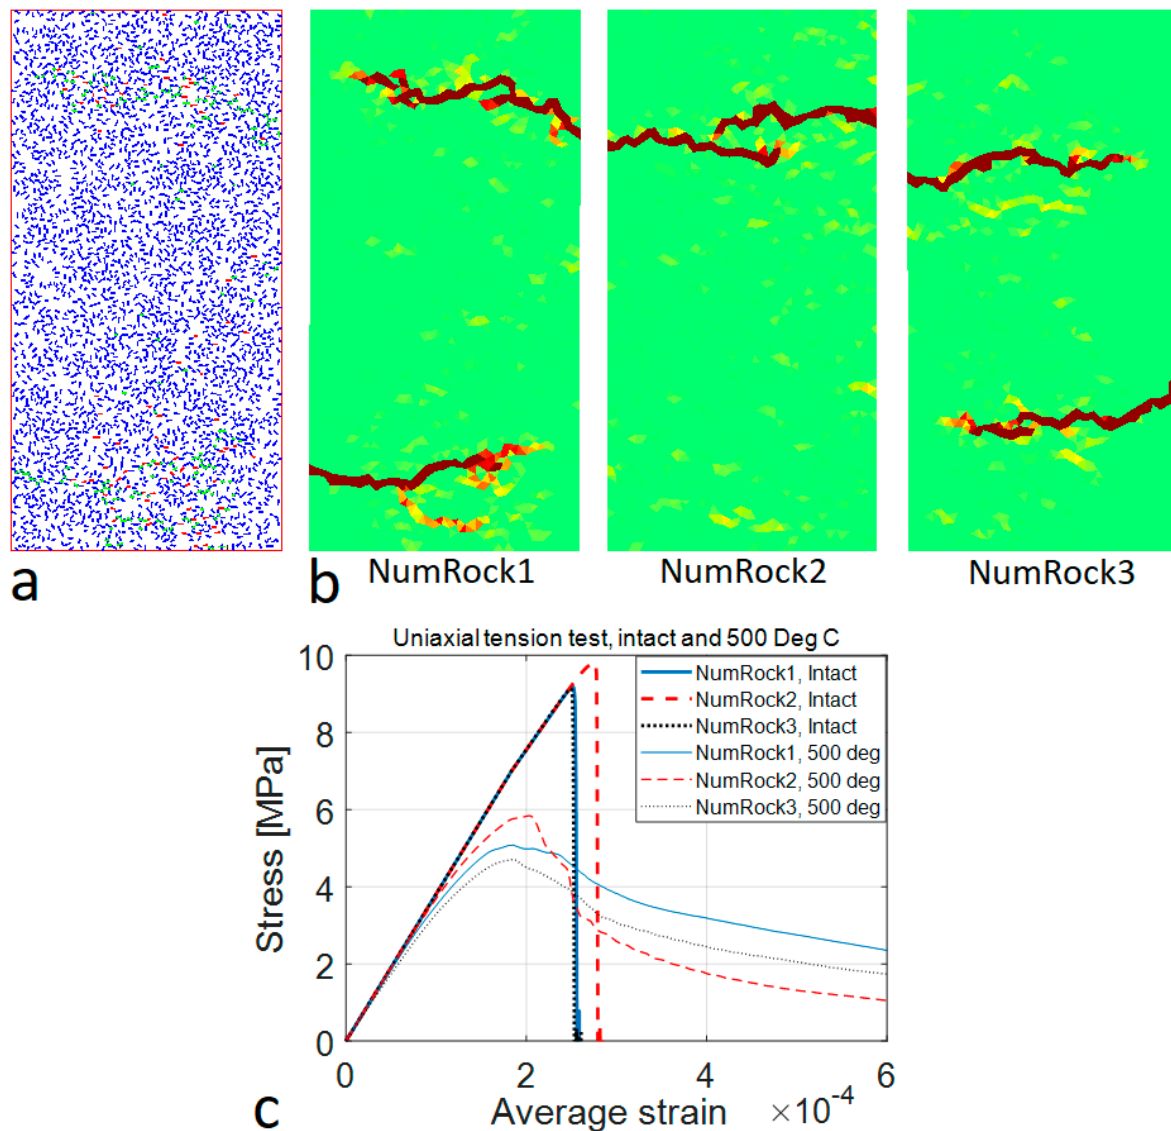 a
b
NumRock1
NumRock2
NumRock3
Uniaxial tension test, intact and 500 Deg C
10
8
6
4
2
0
Stress [MPa]
NumRock1, Intact
NumRock2, Intact
NumRock3, Intact
NumRock1, 500 deg
NumRock2, 500 deg
NumRock3, 500 deg
0
2
4
6
c
Average strain
×10⁻⁴